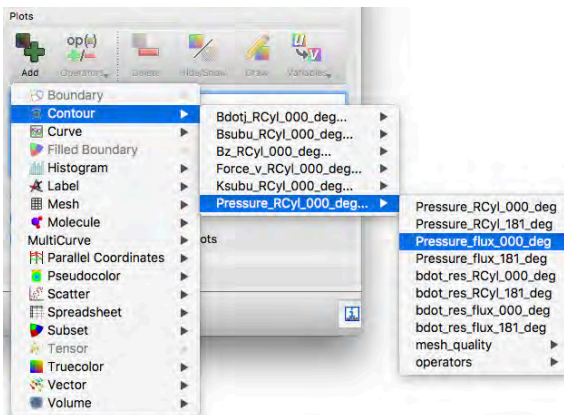 Plots
op(e)
+/-
Add Operators Delete Hide/Show Draw Variables
Boundary
Contour
Curve
Filled Boundary
Histogram
Label
Mesh
Molecule
MultiCurve
Parallel Coordinates
Pseudocolor
Scatter
Spreadsheet
Subset
Tensor
Truecolor
Vector
Volume
Bdotj_RCyl_000_deg...
Bsubu_RCyl_000_deg...
Bz_RCyl_000_deg...
Force_v_RCyl_000_deg...
Ksubu_RCyl_000_deg...
Pressure_RCyl_000_deg...
ots
Pressure_RCyl_000_deg
Pressure_RCyl_181_deg
Pressure_flux_000_deg
Pressure_flux_181_deg
bdot_res_RCyl_000_deg
bdot_res_RCyl_181_deg
bdot_res_flux_000_deg
bdot_res_flux_181_deg
mesh_quality
operators